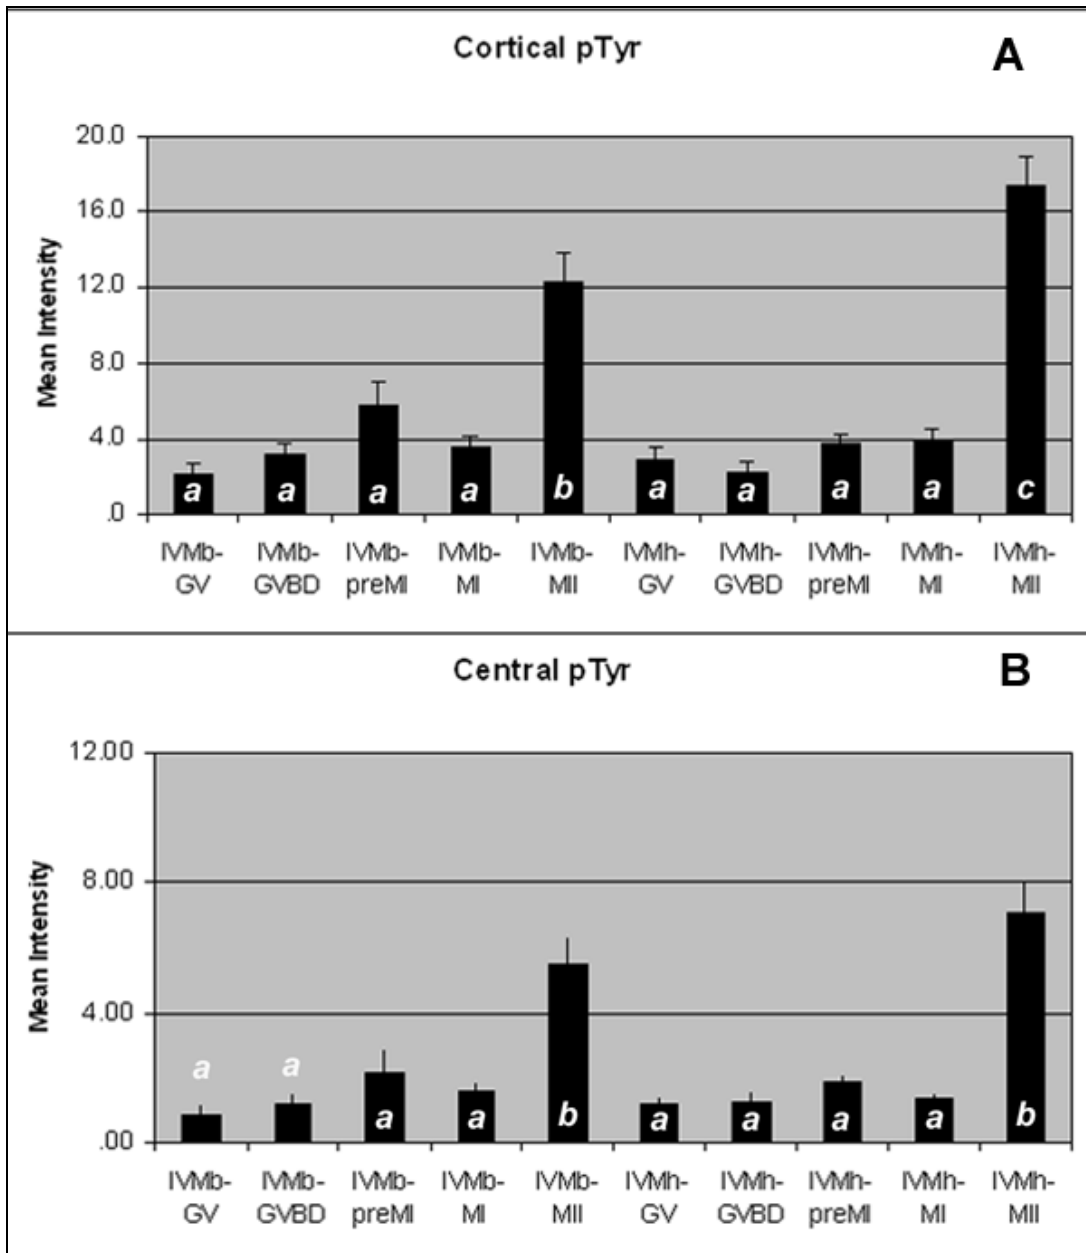 Cortical pTyr
A
Mean Intensity
20.0
16.0
12.0
8.0
4.0
.0
a a a a b a a a a c
IVMb-GV IVMb-GVBD IVMb-preMI IVMb-MI IVMb-MII IVMh-GV IVMh-GVBD IVMh-preMI IVMh-MI IVMh-MII
Central pTyr
B
Mean Intensity
12.00
8.00
4.00
.00
a a a a b a a a a b
IVMb-GV IVMb-GVBD IVMb-preMI IVMb-MI IVMb-MII IVMh-GV IVMh-GVBD IVMh-preMI IVMh-MI IVMh-MII